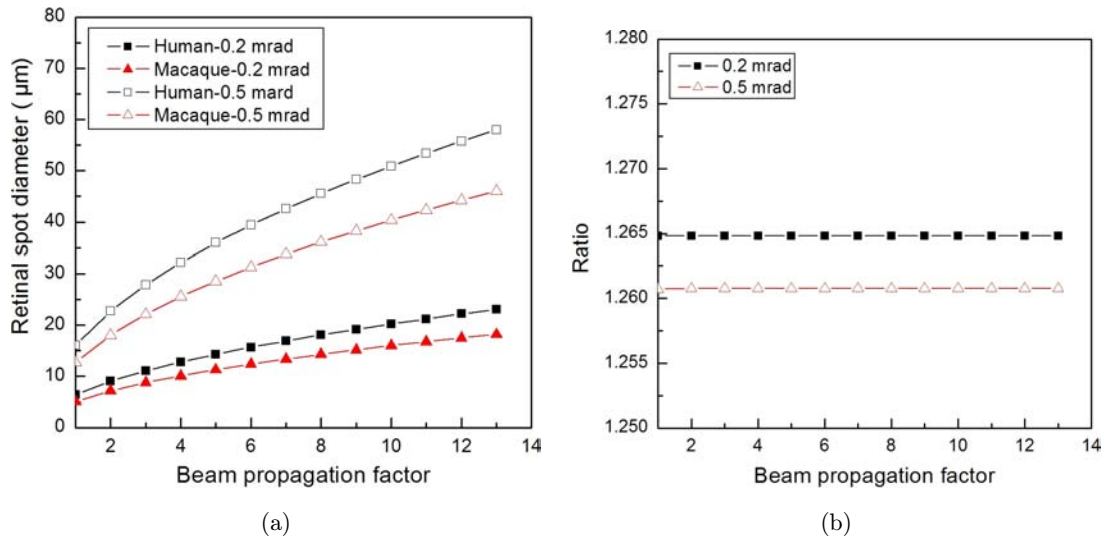 80
70
60
50
40
30
20
10
0
Retinal spot diameter ( μm)
Human-0.2 mrad
Macaque-0.2 mrad
Human-0.5 mard
Macaque-0.5 mrad
2 4 6 8 10 12 14
Beam propagation factor
(a)
1.280
1.275
1.270
1.265
1.260
1.255
1.250
Ratio
0.2 mrad
0.5 mrad
2 4 6 8 10 12 14
Beam propagation factor
(b)